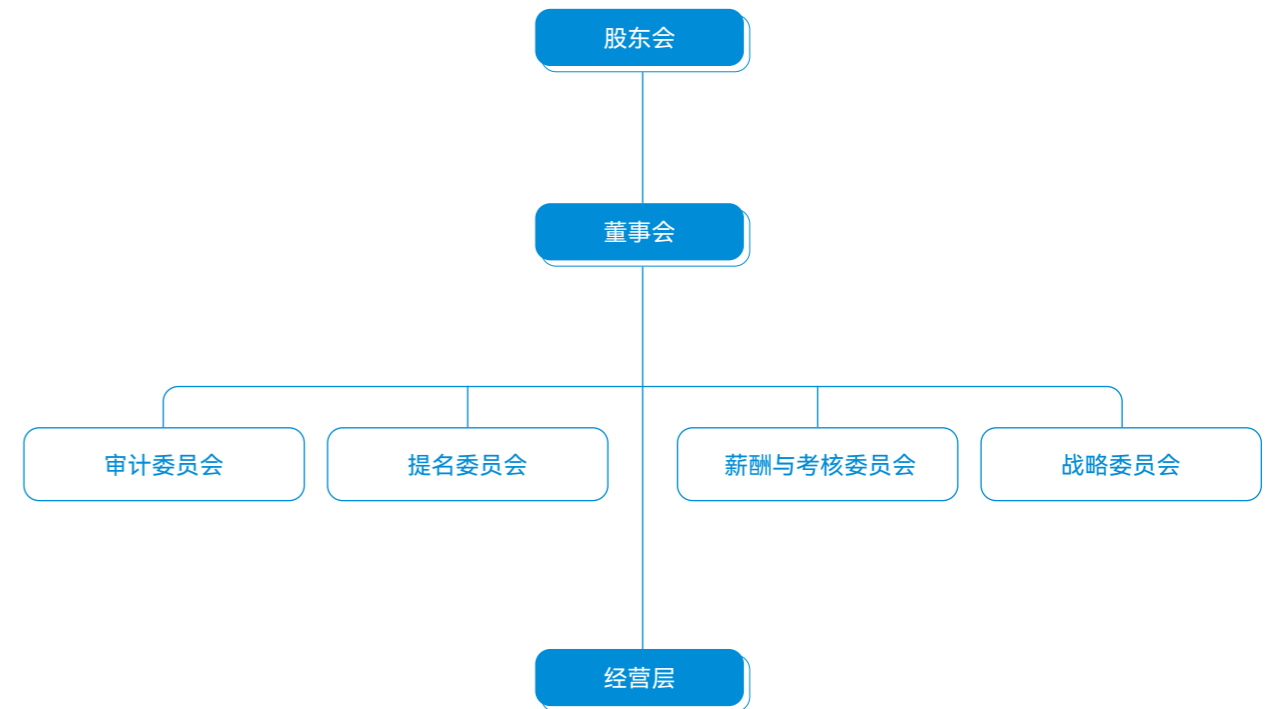 股东会
董事会
审计委员会
提名委员会
薪酬与考核委员会
战略委员会
经营层